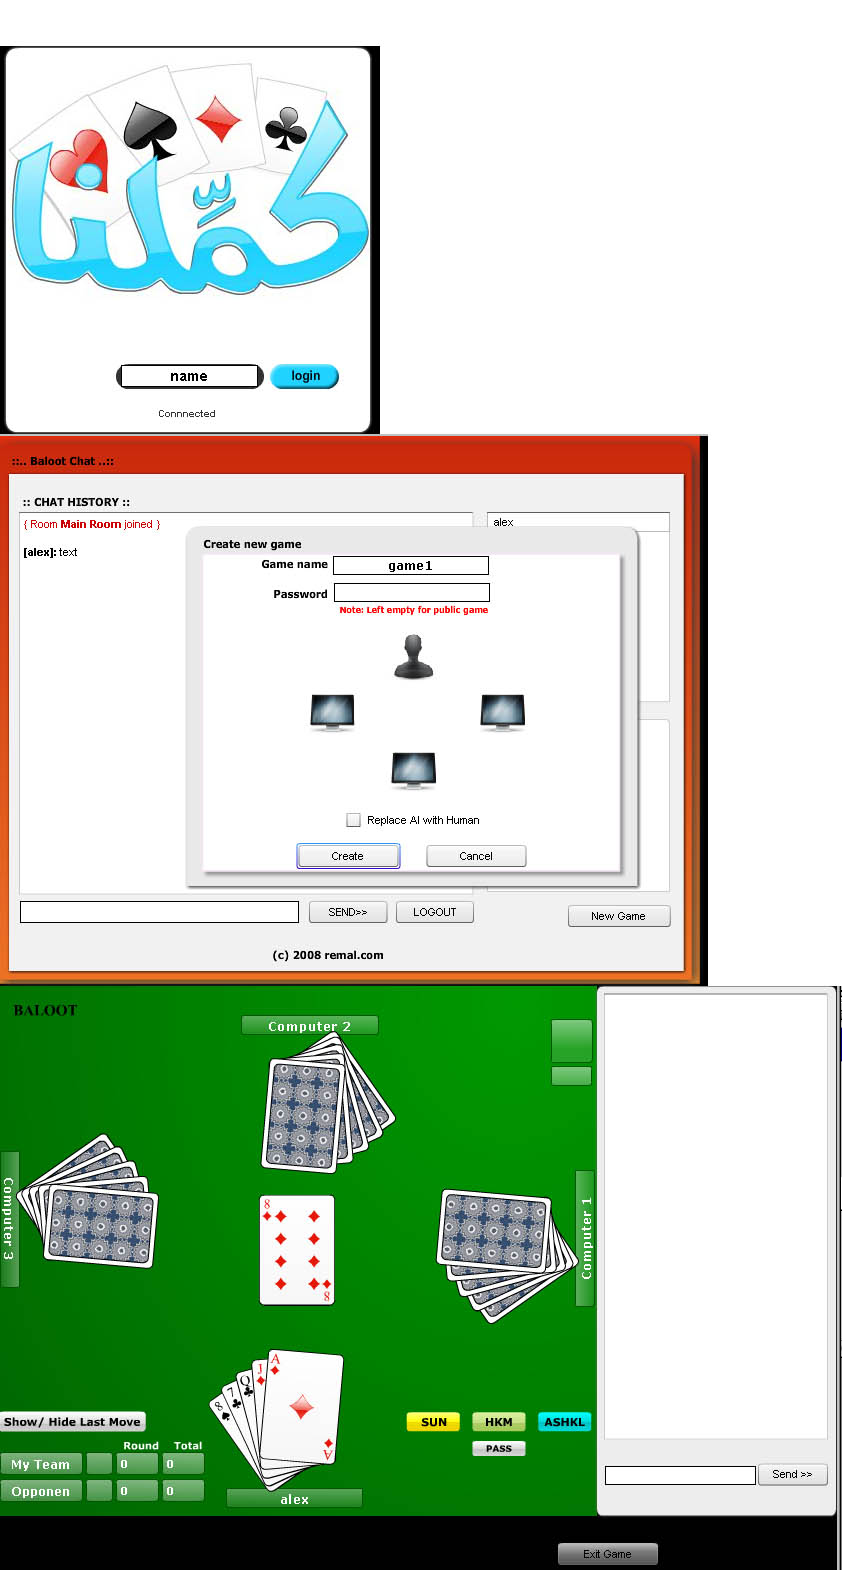 كمّلنا
name
login
Connnected
::.. Baloot Chat ..::
:: CHAT HISTORY ::
{ Room Main Room joined }
alex
[alex]: text
Create new game
Game name
game1
Password
Note: Left empty for public game
Replace AI with Human
Create
Cancel
SEND>>
LOGOUT
New Game
(c) 2008 remal.com
BALOOT
Computer 2
Computer 3
Computer 1
8
8
A
J
Q
7
8
A
Show/ Hide Last Move
SUN
HKM
ASHKL
PASS
Round Total
My Team 0 0
Opponen 0 0
alex
Send >>
Exit Game